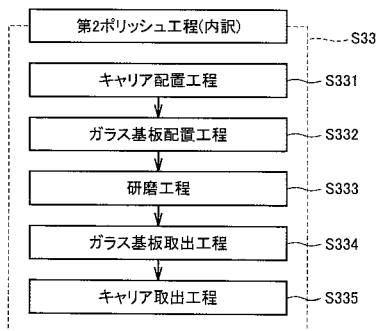 第2ポリッシュ工程(内訳)
S33
キャリア配置工程
S331
ガラス基板配置工程
S332
研磨工程
S333
ガラス基板取出工程
S334
キャリア取出工程
S335